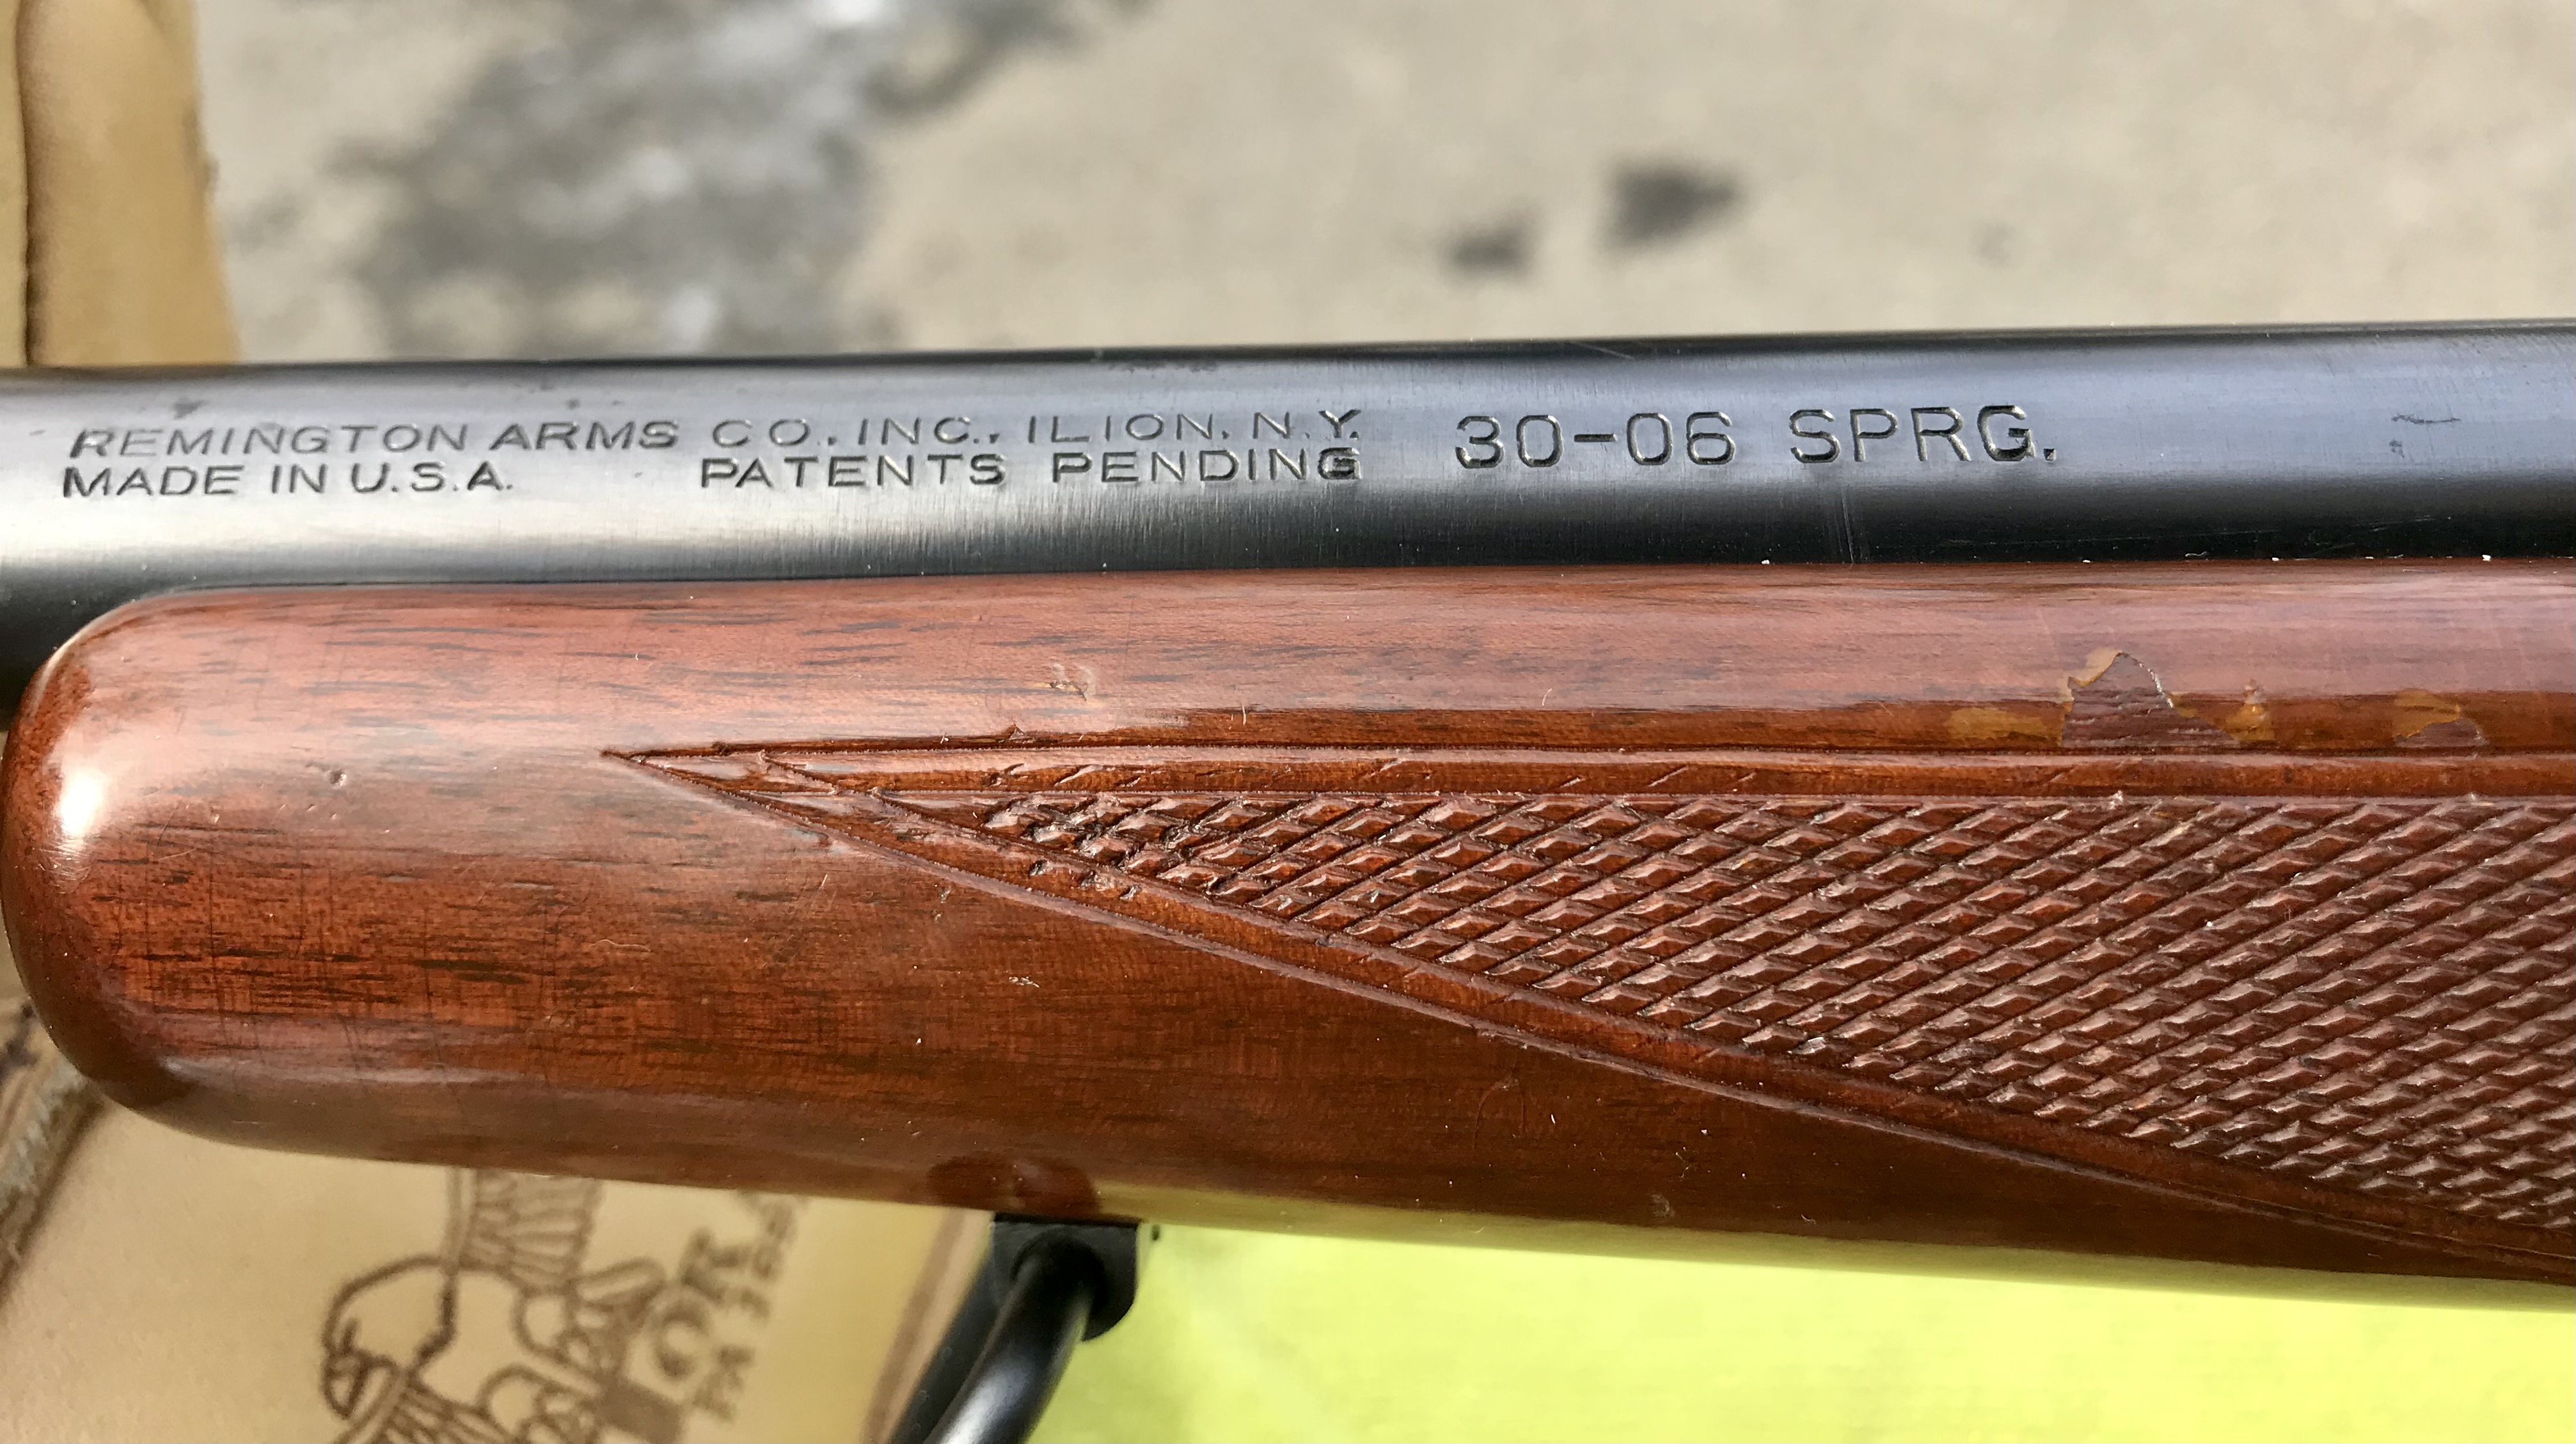 REMINGTON ARMS CO., INC., ILION, N.Y.
MADE IN U.S.A. PATENTS PENDING
30-06 SPRG.